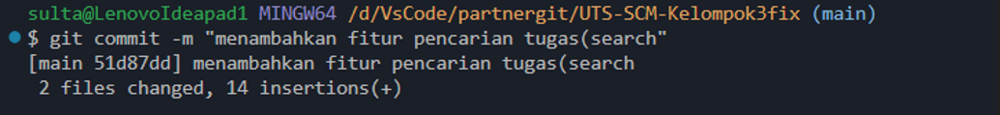 sulta@LenovoIdeapad1 MINGW64 /d/VsCode/partnergit/UTS-SCM-Kelompok3fix (main)
$ git commit -m "menambahkan fitur pencarian tugas(search"
[main 51d87dd] menambahkan fitur pencarian tugas(search
 2 files changed, 14 insertions(+)